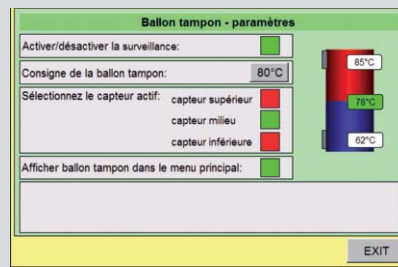 Ballon tampon - paramètres
Activer/désactiver la surveillance:
Consigne de la ballon tampon: 80°C
Sélectionnez le capteur actif: capteur supérieur
capteur milieu
capteur inférieure
Afficher ballon tampon dans le menu principal:
85°C
78°C
62°C
EXIT